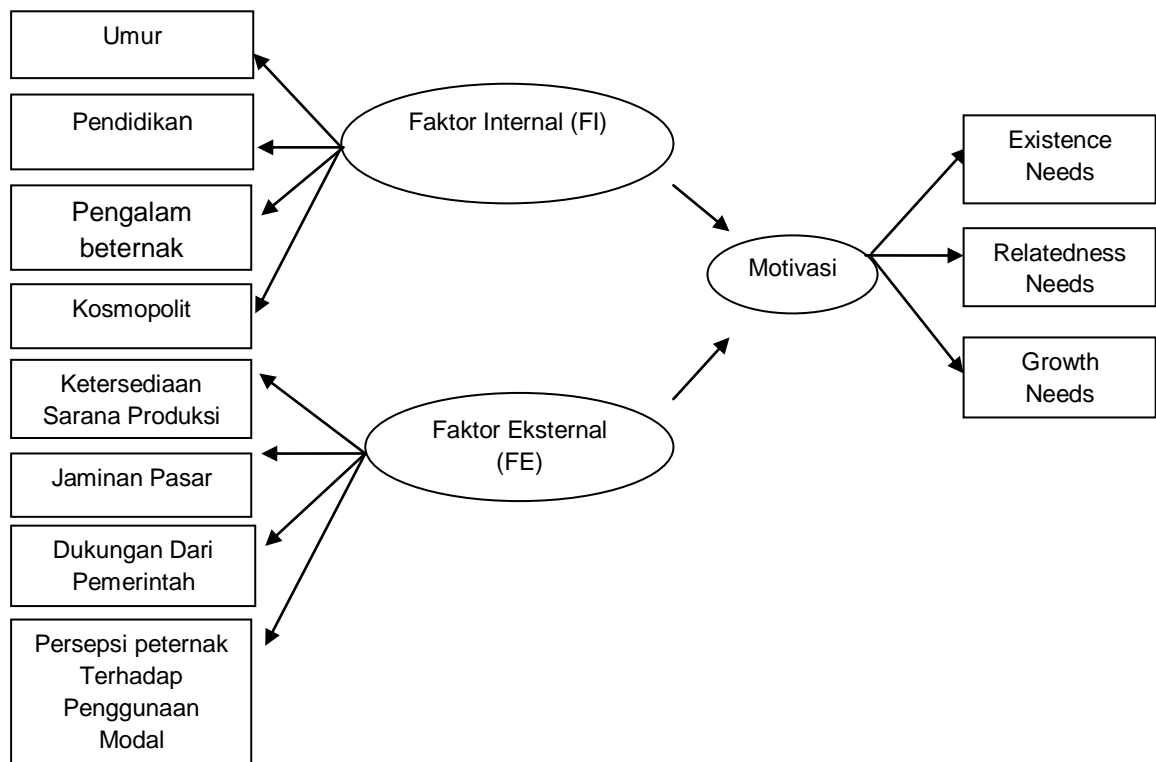 Umur
Pendidikan
Pengalam
beternak
Kosmopolit
Ketersediaan
Sarana Produksi
Jaminan Pasar
Dukungan Dari
Pemerintah
Persepsi peternak
Terhadap
Penggunaan
Modal
Faktor Internal (FI)
Faktor Eksternal
(FE)
Motivasi
Existence
Needs
Relatedness
Needs
Growth
Needs